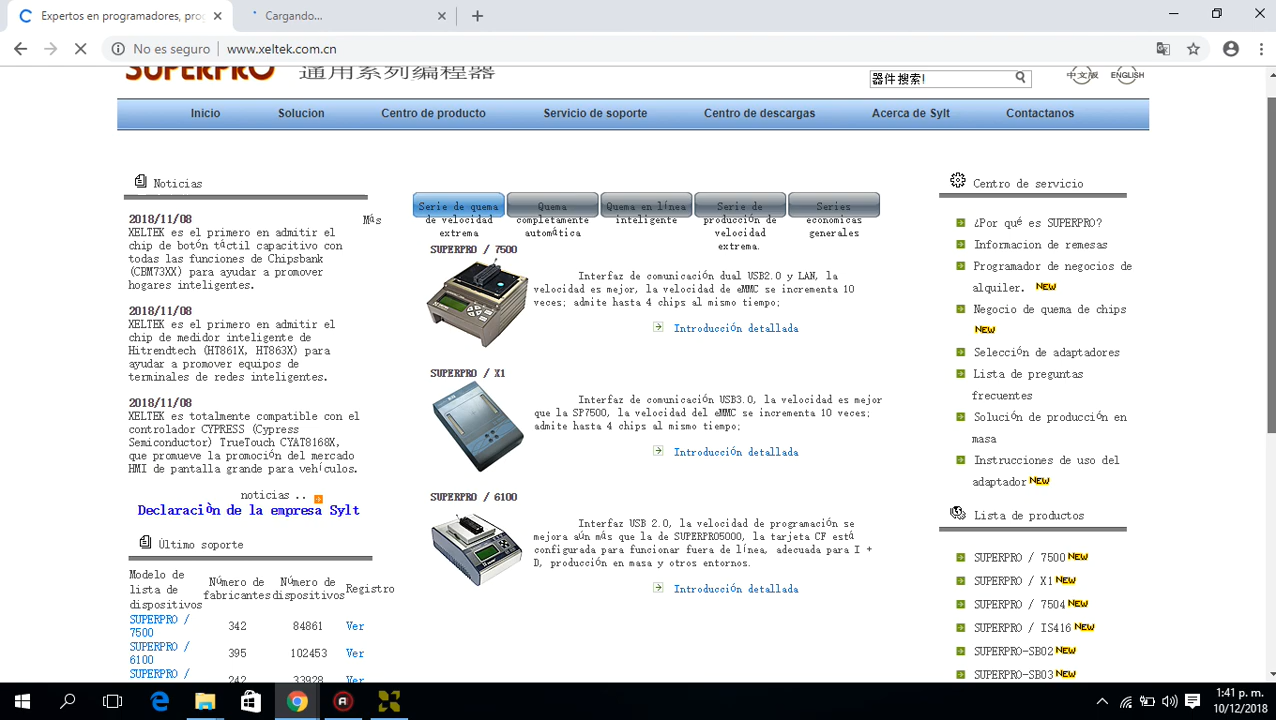 Expertos en programadores, pro
Cargando...
No es seguro
www.xeltek.com.cn
SUPERPRO 通用系列编程器
器件搜索!
中文版
ENGLISH
Inicio
Solucion
Centro de producto
Servicio de soporte
Centro de descargas
Acerca de Sylt
Contactanos
Noticias
2018/11/08
Más
XELTEK es el primero en admitir el
chip de botón táctil capacitivo con
todas las funciones de Chipsbank
(CBM73XX) para ayudar a promover
hogares inteligentes.
2018/11/08
XELTEK es el primero en admitir el
chip de medidor inteligente de
Hitrendtech (HT861X, HT863X) para
ayudar a promover equipos de
terminales de redes inteligentes.
2018/11/08
XELTEK es totalmente compatible con el
controlador CYPRESS (Cypress
Semiconductor) TrueTouch CYAT8168X,
que promueve la promoción del mercado
HMI de pantalla grande para vehículos.
noticias ..
Declaraciòn de la empresa Sylt
Último soporte
Modelo de
lista de
dispositivos
Número de
fabricantes
Número de
dispositivos
Registro
SUPERPRO /
7500
342
84861
Ver
SUPERPRO /
6100
395
102453
Ver
SUPERPRO /
242
33928
Ver
Serie de quema
de velocidad
extrema
Quema
completamente
automática
Quema en línea
inteligente
Serie de
producción de
velocidad
extrema.
Series
economicas
generales
SUPERPRO / 7500
Interfaz de comunicación dual USB2.0 y LAN, la
velocidad es mejor, la velocidad de eMMC se incrementa 10
veces; admite hasta 4 chips al mismo tiempo;
Introducción detallada
SUPERPRO / X1
Interfaz de comunicación USB3.0, la velocidad es mejor
que la SP7500, la velocidad del eMMC se incrementa 10 veces;
admite hasta 4 chips al mismo tiempo;
Introducción detallada
SUPERPRO / 6100
Interfaz USB 2.0, la velocidad de programación se
mejora aún más que la de SUPERPRO5000, la tarjeta CF está
configurada para funcionar fuera de línea, adecuada para I +
D, producción en masa y otros entornos.
Introducción detallada
Centro de servicio
¿Por qué es SUPERPRO?
Informacion de remesas
Programador de negocios de
alquiler. NEW
Negocio de quema de chips
NEW
Selección de adaptadores
Lista de preguntas
frecuentes
Solución de producción en
masa
Instrucciones de uso del
adaptador NEW
Lista de productos
SUPERPRO / 7500 NEW
SUPERPRO / X1 NEW
SUPERPRO / 7504 NEW
SUPERPRO / IS416 NEW
SUPERPRO-SB02 NEW
SUPERPRO-SB03 NEW
1:41 p. m.
10/12/2018